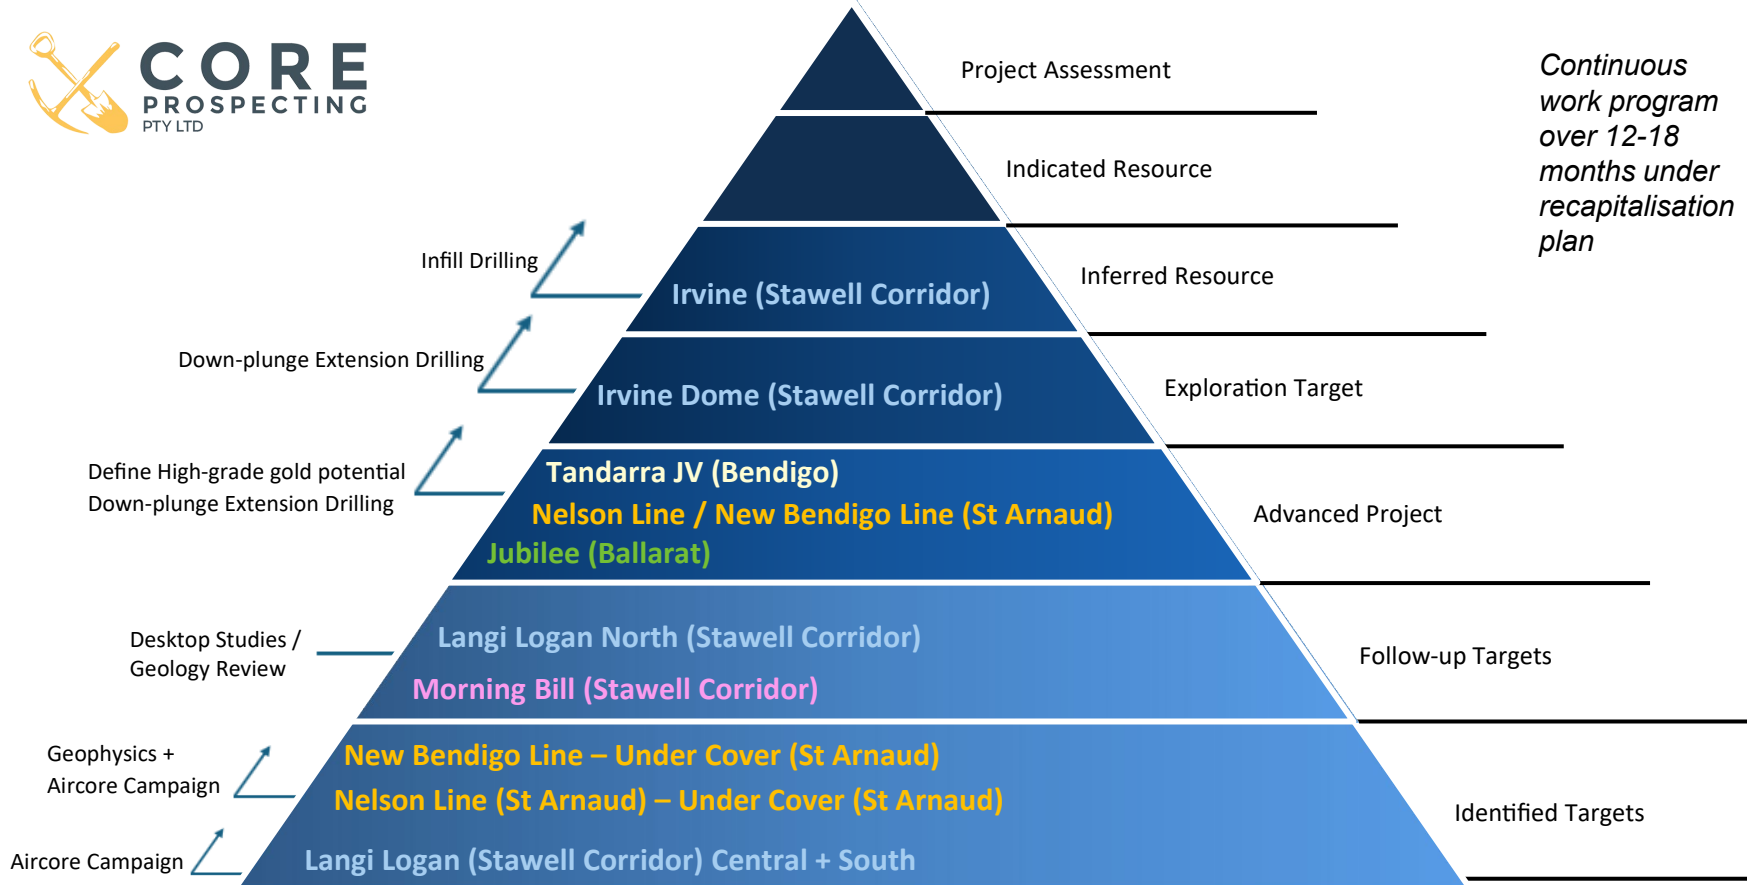 CORE
PROSPECTING
PTY LTD
Project Assessment
Continuous
work program
over 12-18
months under
recapitalisation
plan
Indicated Resource
Infill Drilling
Irvine (Stawell Corridor)
Inferred Resource
Down-plunge Extension Drilling
Irvine Dome (Stawell Corridor)
Exploration Target
Define High-grade gold potential
Down-plunge Extension Drilling
Tandarra JV (Bendigo)
Nelson Line / New Bendigo Line (St Arnaud)
Jubilee (Ballarat)
Advanced Project
Desktop Studies /
Geology Review
Langi Logan North (Stawell Corridor)
Morning Bill (Stawell Corridor)
Follow-up Targets
Geophysics +
Aircore Campaign
New Bendigo Line – Under Cover (St Arnaud)
Nelson Line (St Arnaud) – Under Cover (St Arnaud)
Identified Targets
Aircore Campaign
Langi Logan (Stawell Corridor) Central + South